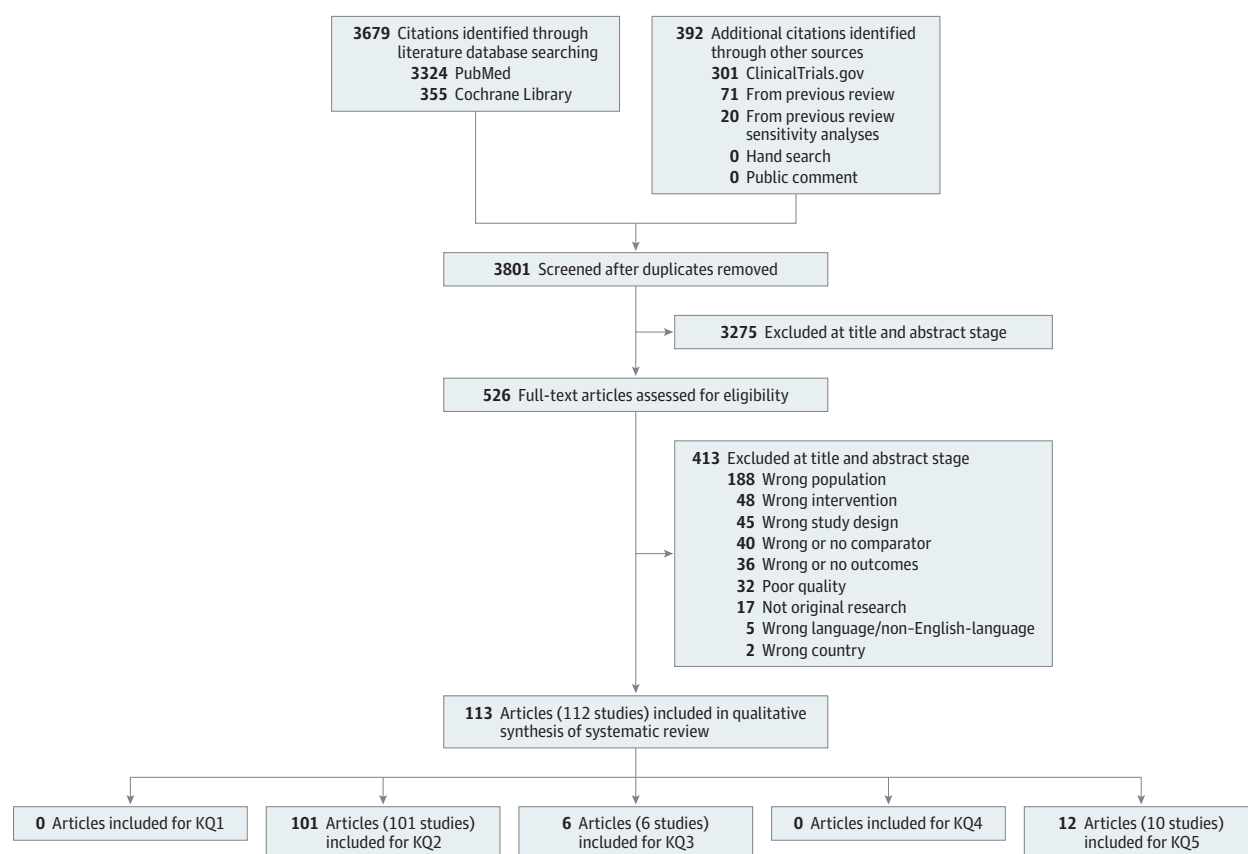 3679 Citations identified through
literature database searching
3324 PubMed
355 Cochrane Library
392 Additional citations identified
through other sources
301 ClinicalTrials.gov
71 From previous review
20 From previous review
sensitivity analyses
0 Hand search
0 Public comment
3801 Screened after duplicates removed
3275 Excluded at title and abstract stage
526 Full-text articles assessed for eligibility
413 Excluded at title and abstract stage
188 Wrong population
48 Wrong intervention
45 Wrong study design
40 Wrong or no comparator
36 Wrong or no outcomes
32 Poor quality
17 Not original research
5 Wrong language/non-English-language
2 Wrong country
113 Articles (112 studies) included in qualitative
synthesis of systematic review
0 Articles included for KQ1
101 Articles (101 studies)
included for KQ2
6 Articles (6 studies)
included for KQ3
0 Articles included for KQ4
12 Articles (10 studies)
included for KQ5